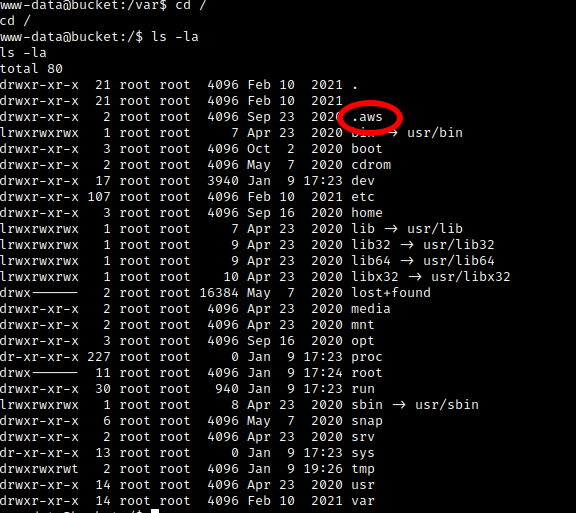 www-data@bucket:/var$ cd /
cd /
www-data@bucket:/$ ls -la
ls -la
total 80
drwxr-xr-x  21 root root  4096 Feb 10  2021 .
drwxr-xr-x  21 root root  4096 Feb 10  2021
drwxr-xr-x   2 root root  4096 Sep 23  2020 .aws
lrwxrwxrwx   1 root root     7 Apr 23  2020 bin -> usr/bin
drwxr-xr-x   3 root root  4096 Oct  2  2020 boot
drwxr-xr-x   2 root root  4096 May  7  2020 cdrom
drwxr-xr-x  17 root root  3940 Jan  9 17:23 dev
drwxr-xr-x 107 root root  4096 Feb 10  2021 etc
drwxr-xr-x   3 root root  4096 Sep 16  2020 home
lrwxrwxrwx   1 root root     7 Apr 23  2020 lib -> usr/lib
lrwxrwxrwx   1 root root     9 Apr 23  2020 lib32 -> usr/lib32
lrwxrwxrwx   1 root root     9 Apr 23  2020 lib64 -> usr/lib64
lrwxrwxrwx   1 root root    10 Apr 23  2020 libx32 -> usr/libx32
drwx------   2 root root 16384 May  7  2020 lost+found
drwxr-xr-x   2 root root  4096 Apr 23  2020 media
drwxr-xr-x   2 root root  4096 Apr 23  2020 mnt
drwxr-xr-x   3 root root  4096 Sep 16  2020 opt
dr-xr-xr-x 227 root root     0 Jan  9 17:23 proc
drwx------  11 root root  4096 Jan  9 17:24 root
drwxr-xr-x  30 root root   940 Jan  9 17:23 run
lrwxrwxrwx   1 root root     8 Apr 23  2020 sbin -> usr/sbin
drwxr-xr-x   6 root root  4096 May  7  2020 snap
drwxr-xr-x   2 root root  4096 Apr 23  2020 srv
dr-xr-xr-x  13 root root     0 Jan  9 17:23 sys
drwxrwxrwt   2 root root  4096 Jan  9 19:26 tmp
drwxr-xr-x  14 root root  4096 Apr 23  2020 usr
drwxr-xr-x  14 root root  4096 Feb 10  2021 var